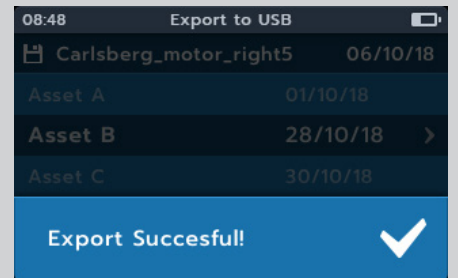 08:48 Export to USB
Carlsberg_motor_right5 06/10/18
Asset A 01/10/18
Asset B 28/10/18 >
Asset C 30/10/18
Export Succesful!